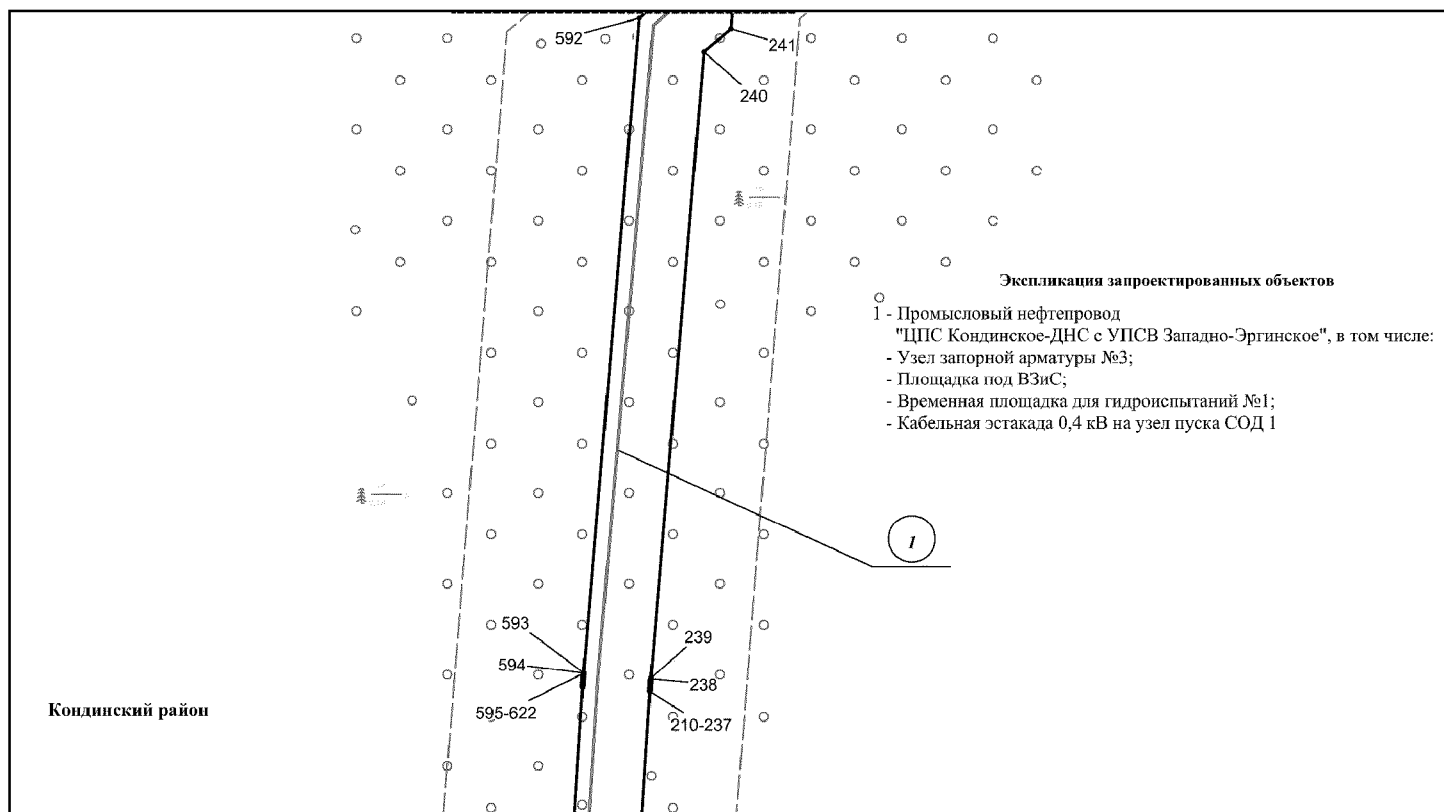 592
241
240
Экспликация запроектированных объектов
1 - Промысловый нефтепровод
"ЦПС Кондинское-ДНС с УПСВ Западно-Эргинское", в том числе:
- Узел запорной арматуры №3;
- Площадка под ВЗиС;
- Временная площадка для гидроиспытаний №1;
- Кабельная эстакада 0,4 кВ на узел пуска СОД 1
1
593
239
594
238
595-622
210-237
Кондинский район